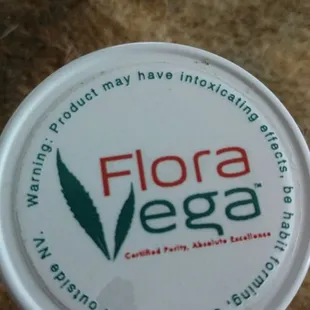 Warning: Product may have intoxicating effects, be habit forming,
Flora
Vega™
Certified Purity, Absolute Excellence
outside NV.